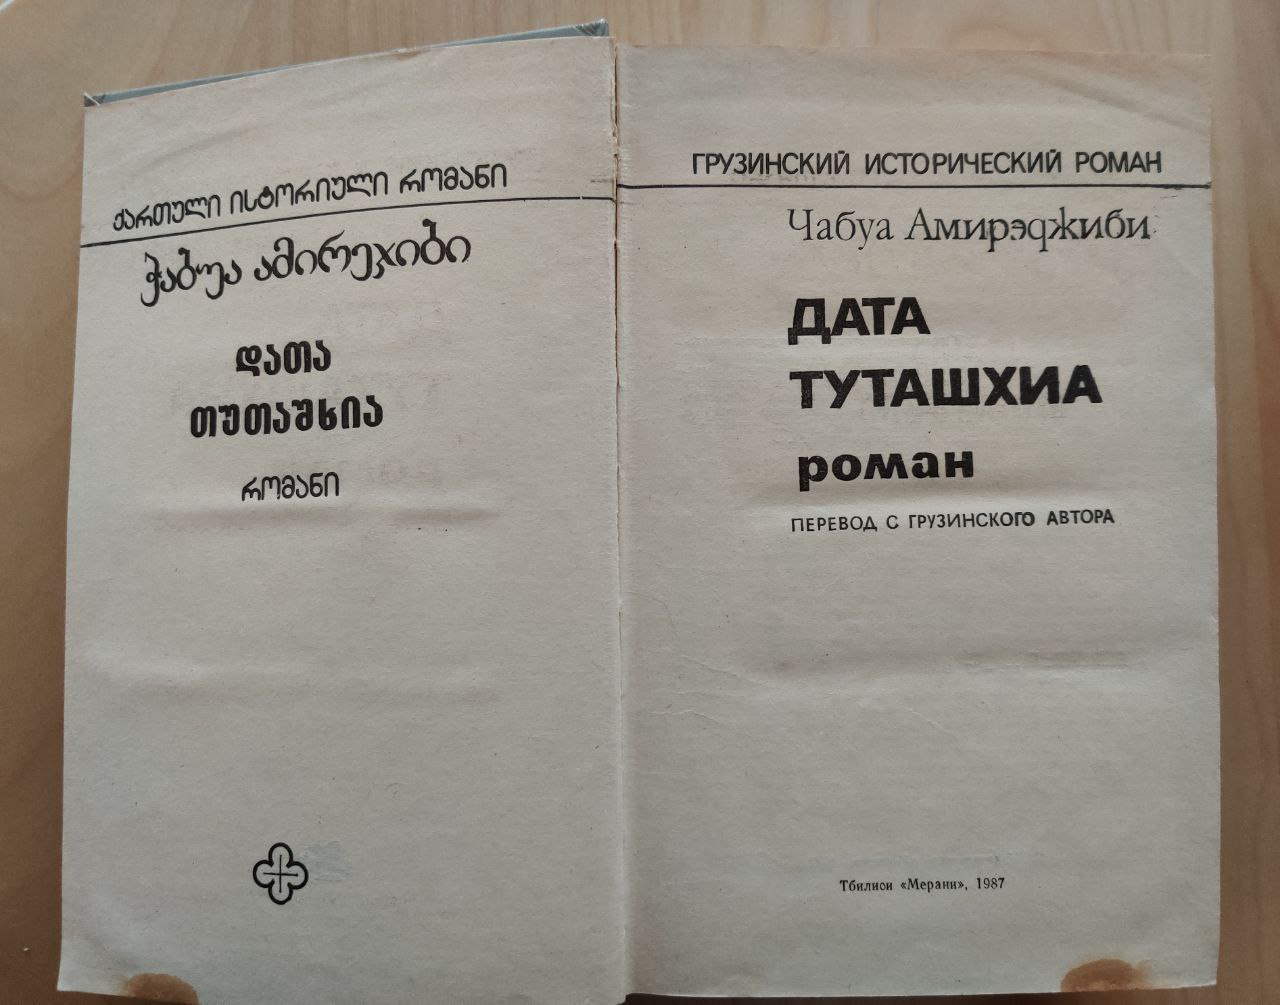 ქართული ისტორიული რომანი
ჭაბუა ამირეჯიბი
დათა
თუთაშხია
რომანი
ГРУЗИНСКИЙ ИСТОРИЧЕСКИЙ РОМАН
Чабуа Амирэджиби
ДАТА
ТУТАШХИА
роман
ПЕРЕВОД С ГРУЗИНСКОГО АВТОРА
Тбилиси «Мерани», 1987